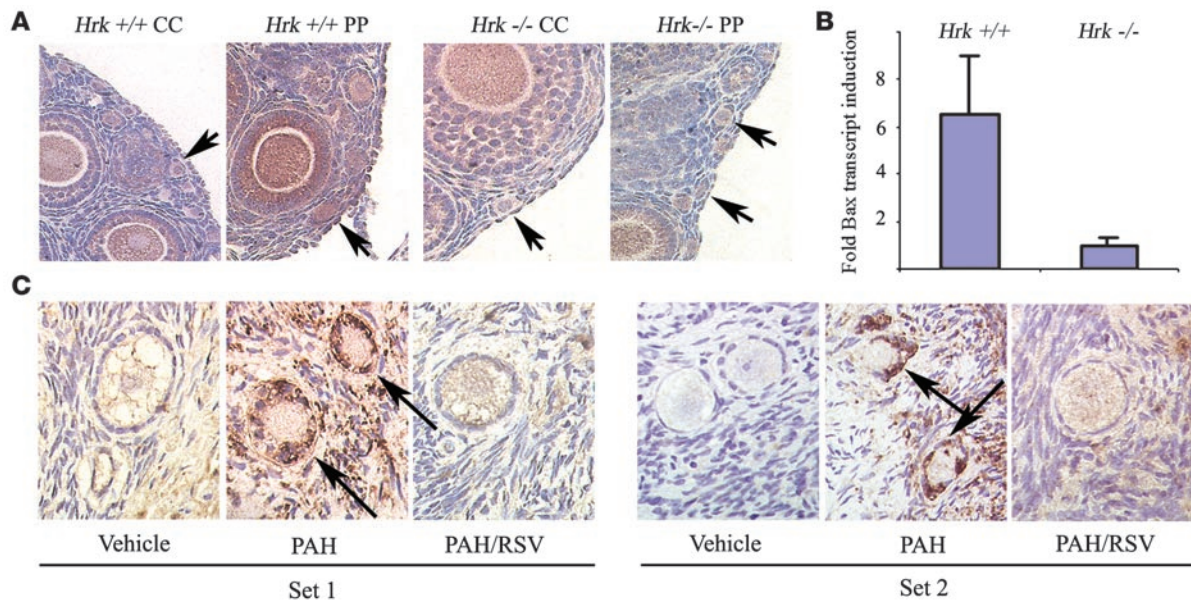 A
Hrk +/+ CC
Hrk +/+ PP
Hrk -/- CC
Hrk-/- PP
B
Hrk +/+
Hrk -/-
Fold Bax transcript induction
8
6
4
2
C
Vehicle
PAH
PAH/RSV
Vehicle
PAH
PAH/RSV
Set 1
Set 2